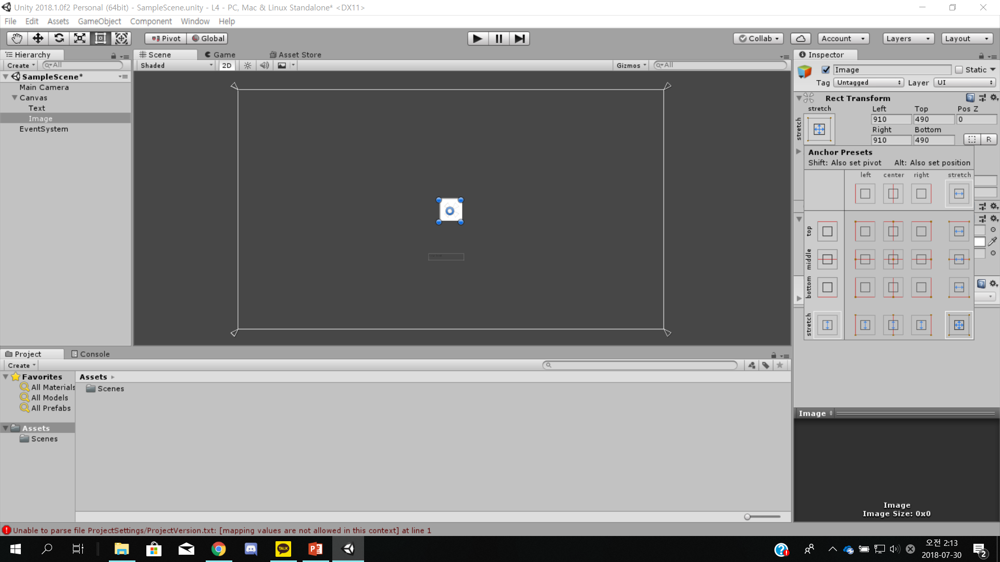 Unity 2018.1.0f2 Personal (64bit) - SampleScene.unity - L4 - PC, Mac & Linux Standalone* <DX11>
File Edit Assets GameObject Component Window Help
Pivot Global Collab Account Layers Layout
Hierarchy
Create All
SampleScene*
Main Camera
Canvas
Text
Image
EventSystem
Scene Game Asset Store
Shaded 2D Gizmos All
Inspector
Image Static
Tag Untagged Layer UI
Rect Transform
stretch
stretch
Left Top Pos Z
910 490 0
Right Bottom
910 490 R
Anchor Presets
Shift: Also set pivot Alt: Also set position
left center right stretch
top
middle
bottom
stretch
Project Console
Create
Favorites
All Materials
All Models
All Prefabs
Assets
Scenes
Assets
Scenes
Image
Image
Image Size: 0x0
Unable to parse file ProjectSettings/ProjectVersion.txt: [mapping values are not allowed in this context] at line 1
TALK
오전 2:13
2018-07-30
2